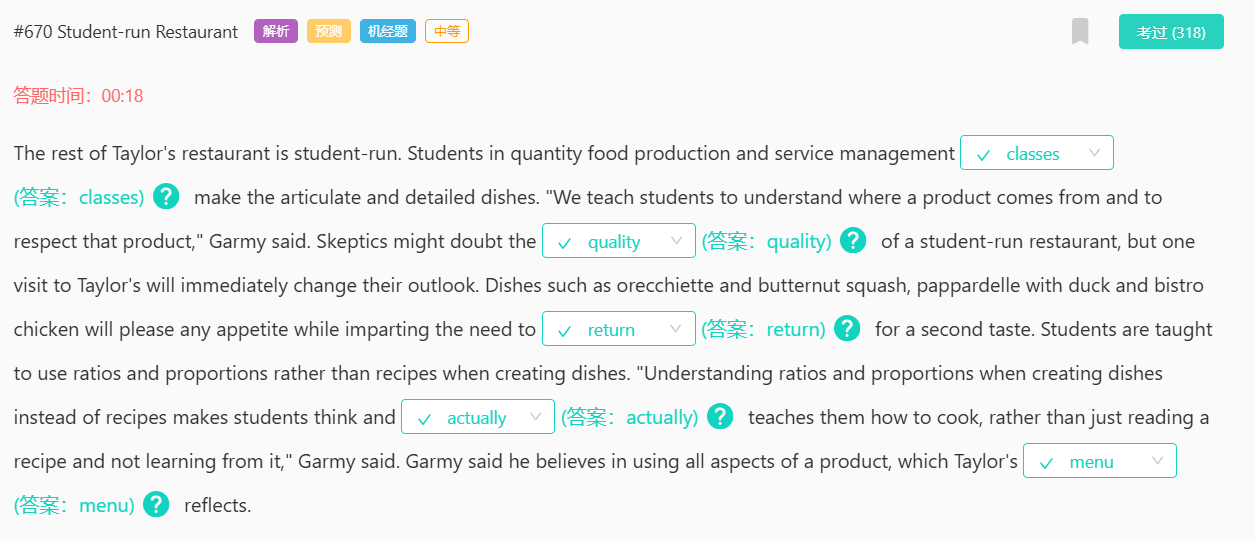 #670 Student-run Restaurant 解析 预测 机经题 中等 考过 (318)
答题时间：00:18
The rest of Taylor's restaurant is student-run. Students in quantity food production and service management classes
(答案：classes) ? make the articulate and detailed dishes. "We teach students to understand where a product comes from and to
respect that product," Garmy said. Skeptics might doubt the quality (答案：quality) ? of a student-run restaurant, but one
visit to Taylor's will immediately change their outlook. Dishes such as orecchiette and butternut squash, pappardelle with duck and bistro
chicken will please any appetite while imparting the need to return (答案：return) ? for a second taste. Students are taught
to use ratios and proportions rather than recipes when creating dishes. "Understanding ratios and proportions when creating dishes
instead of recipes makes students think and actually (答案：actually) ? teaches them how to cook, rather than just reading a
recipe and not learning from it," Garmy said. Garmy said he believes in using all aspects of a product, which Taylor's menu
(答案：menu) ? reflects.